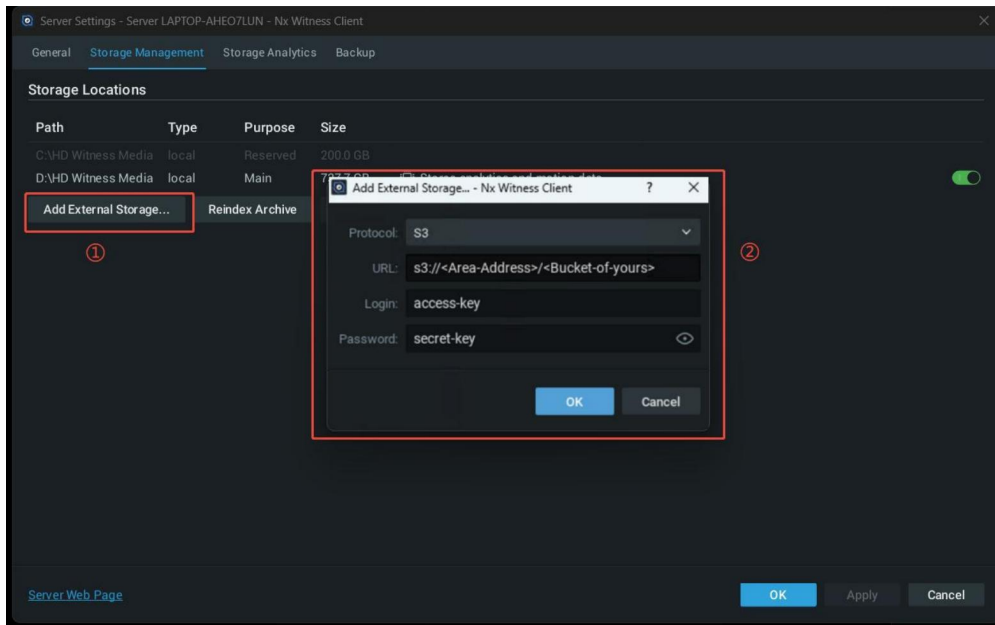 Server Settings - Server LAPTOP-AHEO7LUN - Nx Witness Client
General Storage Management Storage Analytics Backup
Storage Locations
Path Type Purpose Size
C:\HD Witness Media local Reserved 200.0 GB
D:\HD Witness Media local Main
Add External Storage... Reindex Archive
①
Add External Storage... - Nx Witness Client ?
Protocol: S3
②
URL: s3://<Area-Address>/<Bucket-of-yours>
Login: access-key
Password: secret-key
OK Cancel
Server Web Page
OK Apply Cancel